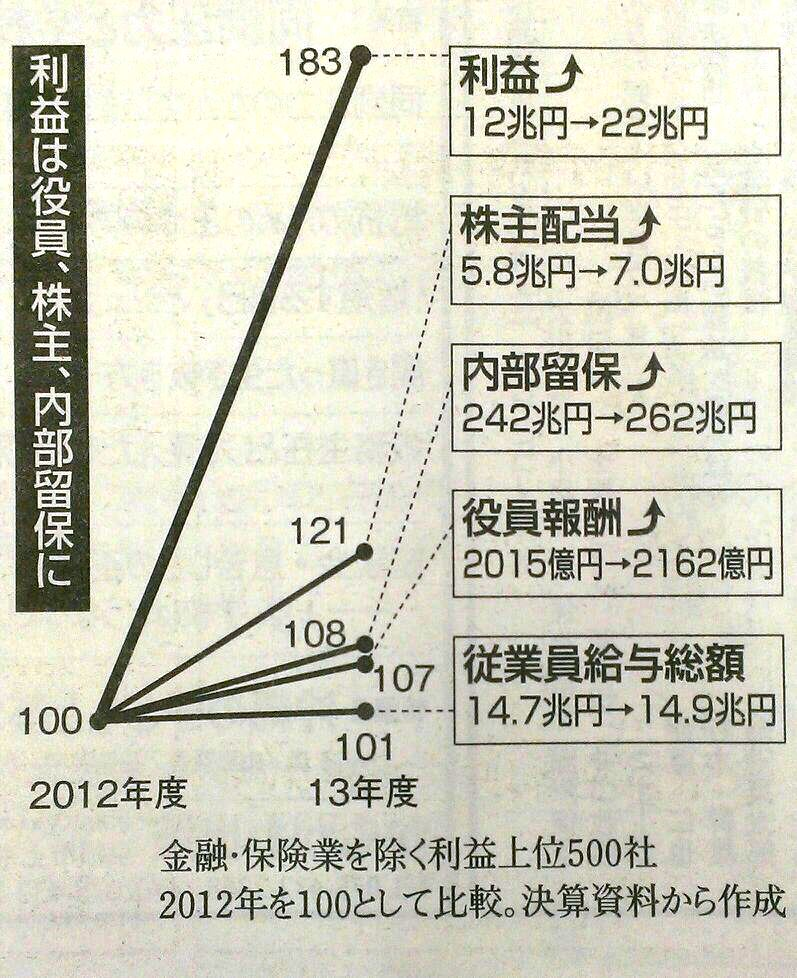 利益は役員、株主、内部留保に
183
利益
12兆円→22兆円
株主配当
5.8兆円→7.0兆円
内部留保
242兆円→262兆円
121
役員報酬
2015億円→2162億円
108
107
従業員給与総額
14.7兆円→14.9兆円
100
101
2012年度
13年度
金融・保険業を除く利益上位500社
2012年を100として比較。決算資料から作成